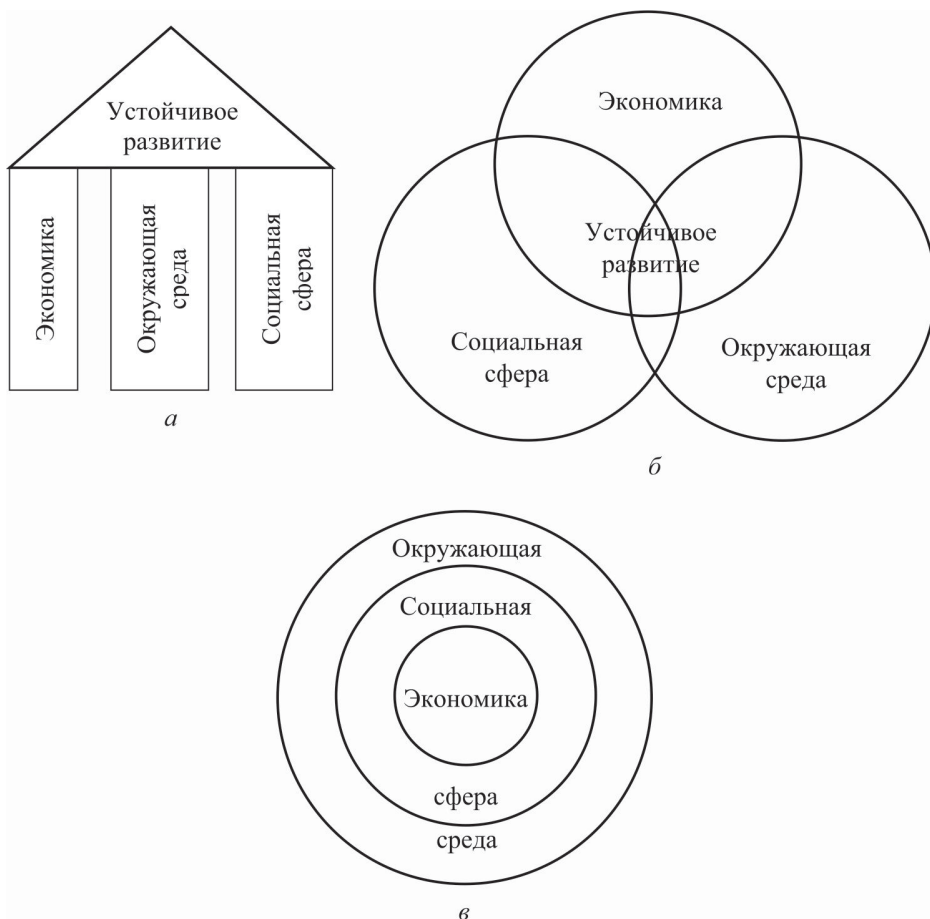 Устойчивое
развитие
Экономика
Окружающая
среда
Социальная
сфера
а
Экономика
Устойчивое
развитие
Социальная
сфера
Окружающая
среда
б
Окружающая
Социальная
Экономика
сфера
среда
в